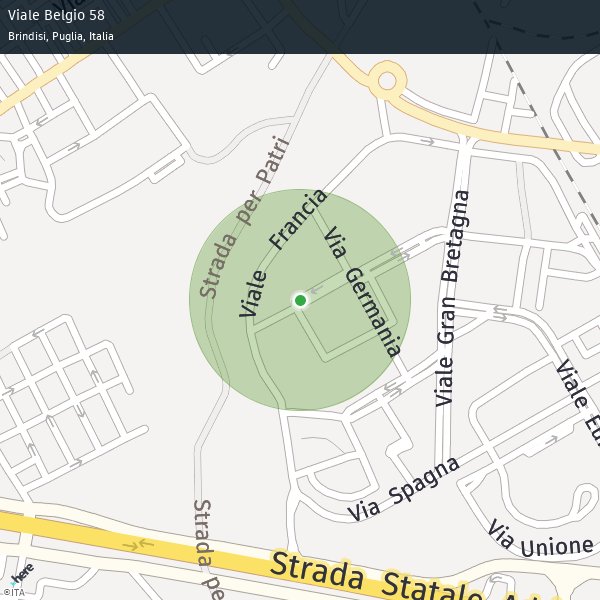 Viale Belgio 58
Brindisi, Puglia, Italia
Strada per Patri
Viale Francia
Via Germania
Viale Gran Bretagna
Viale Eu
Via Spagna
Via Unione
Strada pe
Strada Statale
here
©ITA